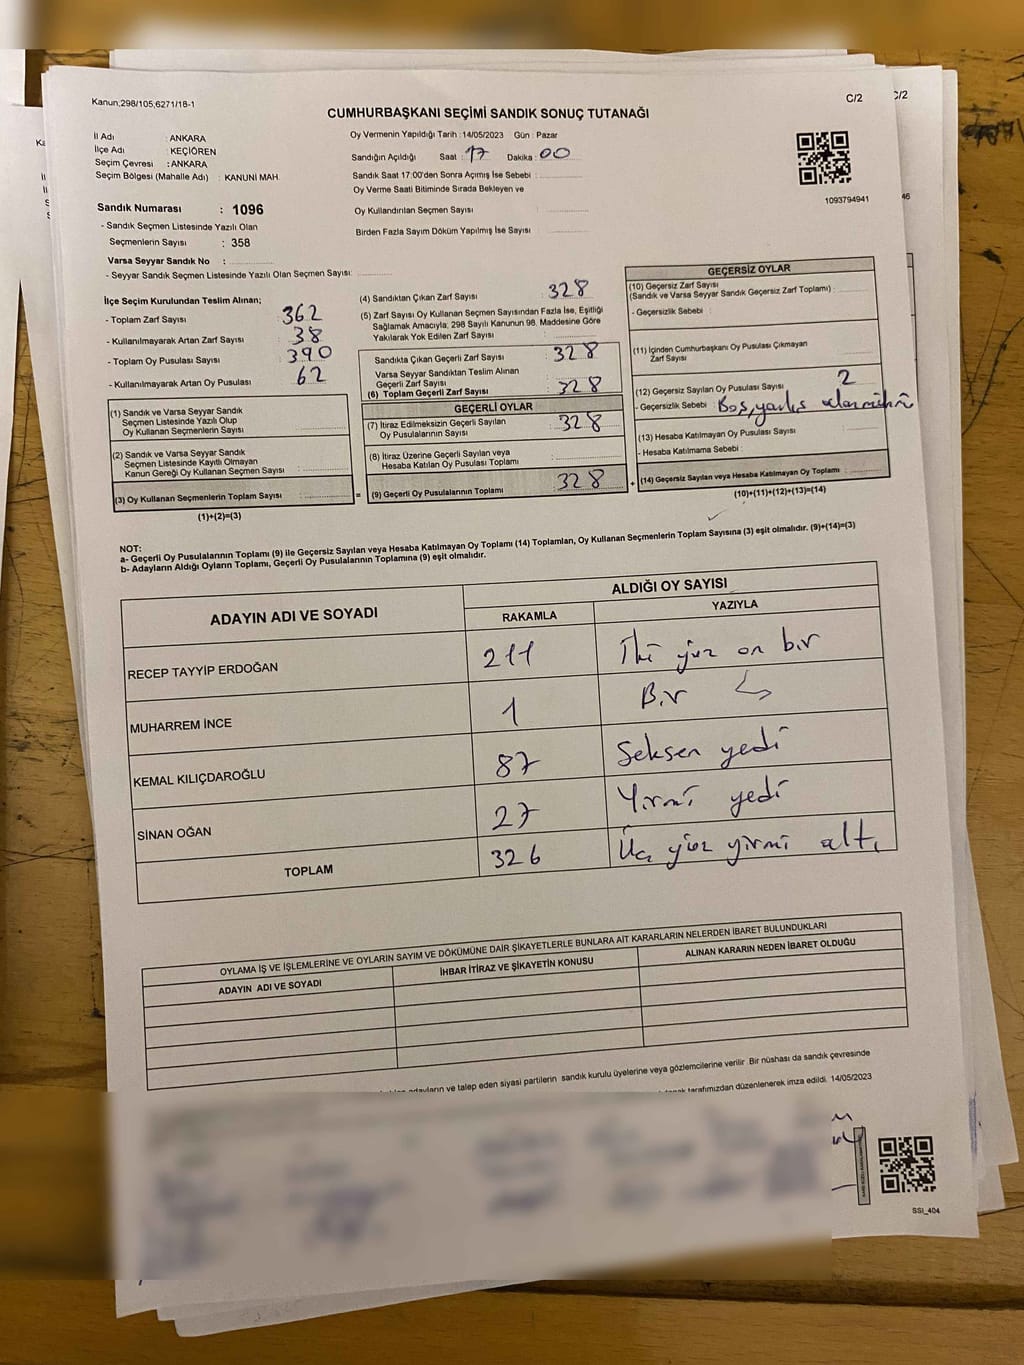 Kanun;298/105,6271/18-1
C/2
CUMHURBAŞKANI SEÇİMİ SANDIK SONUÇ TUTANAĞI
İl Adı : ANKARA
İlçe Adı : KEÇİÖREN
Seçim Çevresi : ANKARA
Seçim Bölgesi (Mahalle Adı) : KANUNİ MAH.
Sandık Numarası : 1096
- Sandık Seçmen Listesinde Yazılı Olan
Seçmenlerin Sayısı : 358
Varsa Seyyar Sandık No :
- Seyyar Sandık Seçmen Listesinde Yazılı Olan Seçmen Sayısı:
Oy Vermenin Yapıldığı Tarih : 14/05/2023 Gün : Pazar
Sandığın Açıldığı Saat : 17 Dakika : 00
Sandık Saat 17:00'den Sonra Açımış İse Sebebi :
Oy Verme Saati Bitiminde Sırada Bekleyen ve
Oy Kullandırılan Seçmen Sayısı :
Birden Fazla Sayım Döküm Yapılmış İse Sayısı :
1093794941
İlçe Seçim Kurulundan Teslim Alınan;
- Toplam Zarf Sayısı : 362
- Kullanılmayarak Artan Zarf Sayısı : 38
- Toplam Oy Pusulası Sayısı : 390
- Kullanılmayarak Artan Oy Pusulası : 62
(1) Sandık ve Varsa Seyyar Sandık
Seçmen Listesinde Yazılı Olup
Oy Kullanan Seçmenlerin Sayısı :
(2) Sandık ve Varsa Seyyar Sandık
Seçmen Listesinde Kayıtlı Olmayan
Kanun Gereği Oy Kullanan Seçmen Sayısı :
(3) Oy Kullanan Seçmenlerin Toplam Sayısı : =
(1)+(2)=(3)
(4) Sandıktan Çıkan Zarf Sayısı : 328
(5) Zarf Sayısı Oy Kullanan Seçmen Sayısından Fazla İse, Eşitliği
Sağlamak Amacıyla, 298 Sayılı Kanunun 98. Maddesine Göre
Yakılarak Yok Edilen Zarf Sayısı :
Sandıkta Çıkan Geçerli Zarf Sayısı : 328
Varsa Seyyar Sandıktan Teslim Alınan
Geçerli Zarf Sayısı :
(6) Toplam Geçerli Zarf Sayısı : 328
GEÇERLİ OYLAR
(7) İtiraz Edilmeksizin Geçerli Sayılan
Oy Pusulalarının Sayısı : 328
(8) İtiraz Üzerine Geçerli Sayılan ve
Hesaba Katılan Oy Pusulası Toplamı :
(9) Geçerli Oy Pusulalarının Toplamı : 328 +
GEÇERSİZ OYLAR
(10) Geçersiz Zarf Sayısı
(Sandık ve Varsa Seyyar Sandık Geçersiz Zarf Toplamı) :
- Geçersizlik Sebebi :
(11) İçinden Cumhurbaşkanı Oy Pusulası Çıkmayan
Zarf Sayısı
(12) Geçersiz Sayılan Oy Pusulası Sayısı : 2
- Geçersizlik Sebebi : Boş, yanlış
(13) Hesaba Katılmayan Oy Pusulası Sayısı :
- Hesaba Katılmama Sebebi :
(14) Geçersiz Sayılan veya Hesaba Katılmayan Oy Toplamı :
(10)+(11)+(12)+(13)=(14)
NOT:
a- Geçerli Oy Pusulalarının Toplamı (9) ile Geçersiz Sayılan veya Hesaba Katılmayan Oy Toplamı (14) Toplamları, Oy Kullanan Seçmenlerin Toplam Sayısına (3) eşit olmalıdır. (9)+(14)=(3)
b- Adayların Aldığı Oyların Toplamı, Geçerli Oy Pusulalarının Toplamına (9) eşit olmalıdır.
ADAYIN ADI VE SOYADI
ALDIĞI OY SAYISI
RAKAMLA YAZIYLA
RECEP TAYYİP ERDOĞAN 211 İki yüz on bir
MUHARREM İNCE 1 Bir
KEMAL KILIÇDAROĞLU 87 Seksen yedi
SİNAN OĞAN 27 Yirmi yedi
TOPLAM 326 Üç yüz yirmi altı
OYLAMA İŞ VE İŞLEMLERİNE VE OYLARIN SAYIM VE DÖKÜMÜNE DAİR ŞİKAYETLERLE BUNLARA AİT KARARLARIN NELERDEN İBARET BULUNDUKLARI
ADAYIN ADI VE SOYADI İHBAR İTİRAZ VE ŞİKAYETİN KONUSU ALINAN KARARIN NEDEN İBARET OLDUĞU
adayların ve talep eden siyasi partilerin sandık kurulu üyelerine veya gözlemcilerine verilir. Bir nüshası da sandık çevresinde
tarafımızdan düzenlenerek imza edildi. 14/05/2023
SSI_404